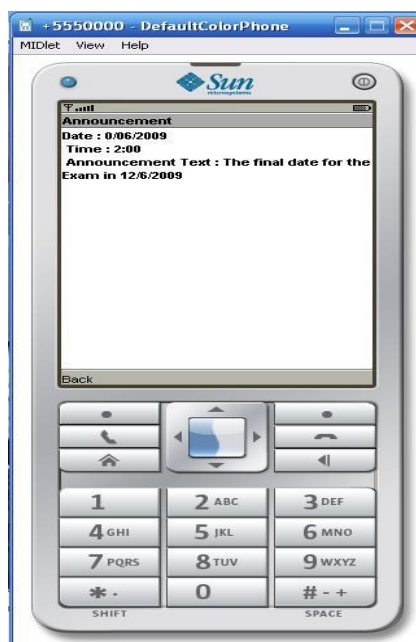 +5550000 - DefaultColorPhone
MIDlet View Help
Sun
microsystems
Announcement
Date : 0/06/2009
Time : 2:00
Announcement Text : The final date for the
Exam in 12/6/2009
Back
1 2 ABC 3 DEF
4 GHI 5 JKL 6 MNO
7 PQRS 8 TUV 9 WXYZ
* . 0 # - +
SHIFT SPACE